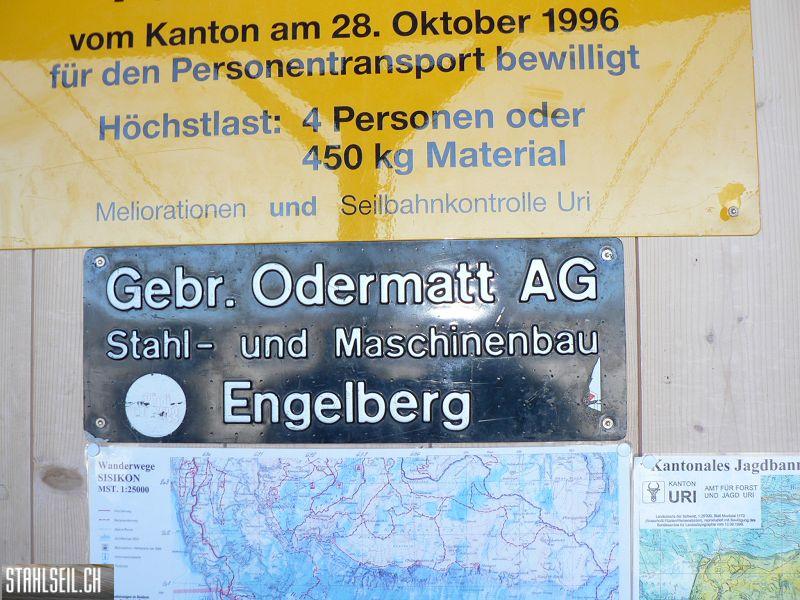 vom Kanton am 28. Oktober 1996
für den Personentransport bewilligt
Höchstlast: 4 Personen oder
450 kg Material
Meliorationen und Seilbahnkontrolle Uri
Gebr. Odermatt AG
Stahl- und Maschinenbau
Engelberg
Wanderwege
SISIKON
MST. 1:25000
Kantonales Jagdbann
KANTON
URI
AMT FÜR FORST
UND JAGD URI
STAHLSEIL.CH